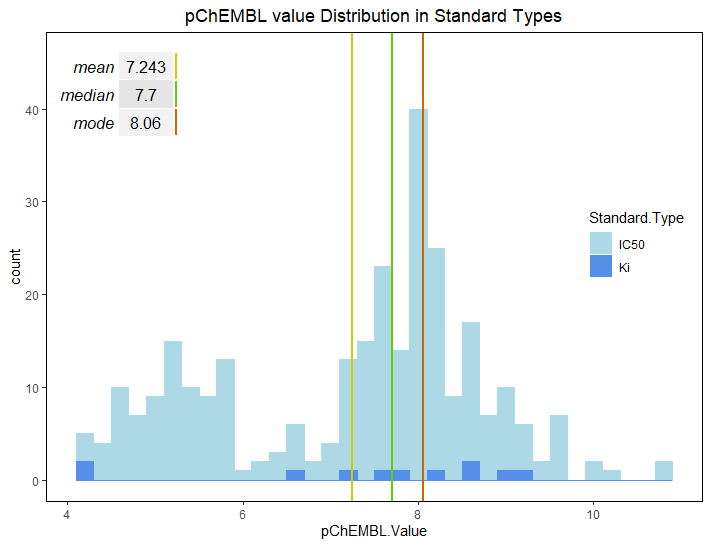 pChEMBL value Distribution in Standard Types
mean 7.243
median 7.7
mode 8.06
40
30
20
10
0
count
Standard.Type
IC50
Ki
4 6 8 10
pChEMBL.Value